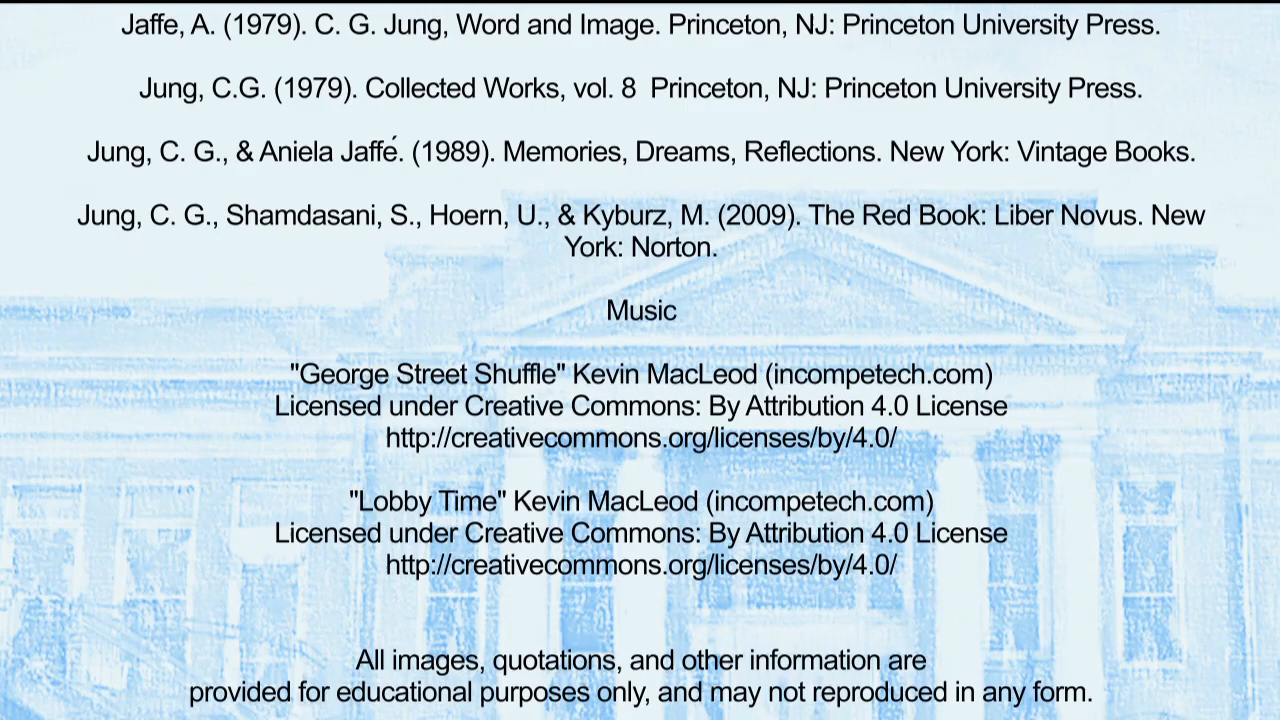 Jaffe, A. (1979). C. G. Jung, Word and Image. Princeton, NJ: Princeton University Press.
Jung, C.G. (1979). Collected Works, vol. 8  Princeton, NJ: Princeton University Press.
Jung, C. G., & Aniela Jaffé. (1989). Memories, Dreams, Reflections. New York: Vintage Books.
Jung, C. G., Shamdasani, S., Hoern, U., & Kyburz, M. (2009). The Red Book: Liber Novus. New
York: Norton.
Music
"George Street Shuffle" Kevin MacLeod (incompetech.com)
Licensed under Creative Commons: By Attribution 4.0 License
http://creativecommons.org/licenses/by/4.0/
"Lobby Time" Kevin MacLeod (incompetech.com)
Licensed under Creative Commons: By Attribution 4.0 License
http://creativecommons.org/licenses/by/4.0/
All images, quotations, and other information are
provided for educational purposes only, and may not reproduced in any form.